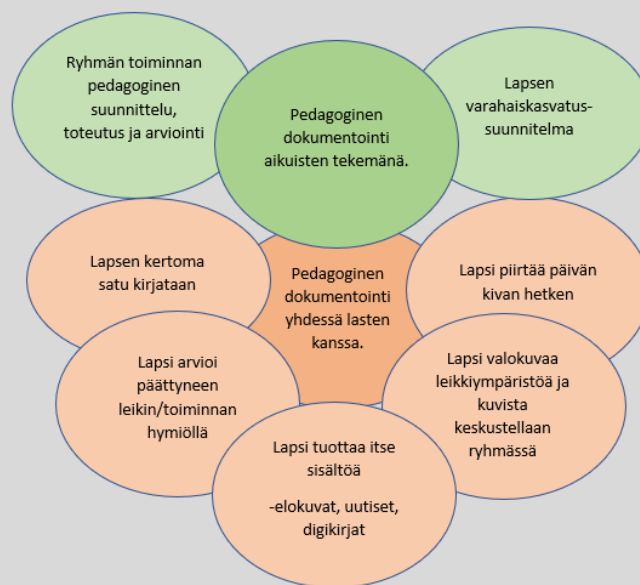 Ryhmän toiminnan
pedagoginen
suunnittelu,
toteutus ja arviointi
Pedagoginen
dokumentointi
aikuisten tekemänä.
Lapsen
varahaiskasvatus-
suunnitelma
Lapsen kertoma
satu kirjataan
Pedagoginen
dokumentointi
yhdessä lasten
kanssa.
Lapsi piirtää päivän
kivan hetken
Lapsi arvioi
päättyneen
leikin/toiminnan
hymiöllä
Lapsi valokuvaa
leikkiympäristöä ja
kuvista
keskustellaan
ryhmässä
Lapsi tuottaa itse
sisältöä
-elokuvat, uutiset,
digikirjat